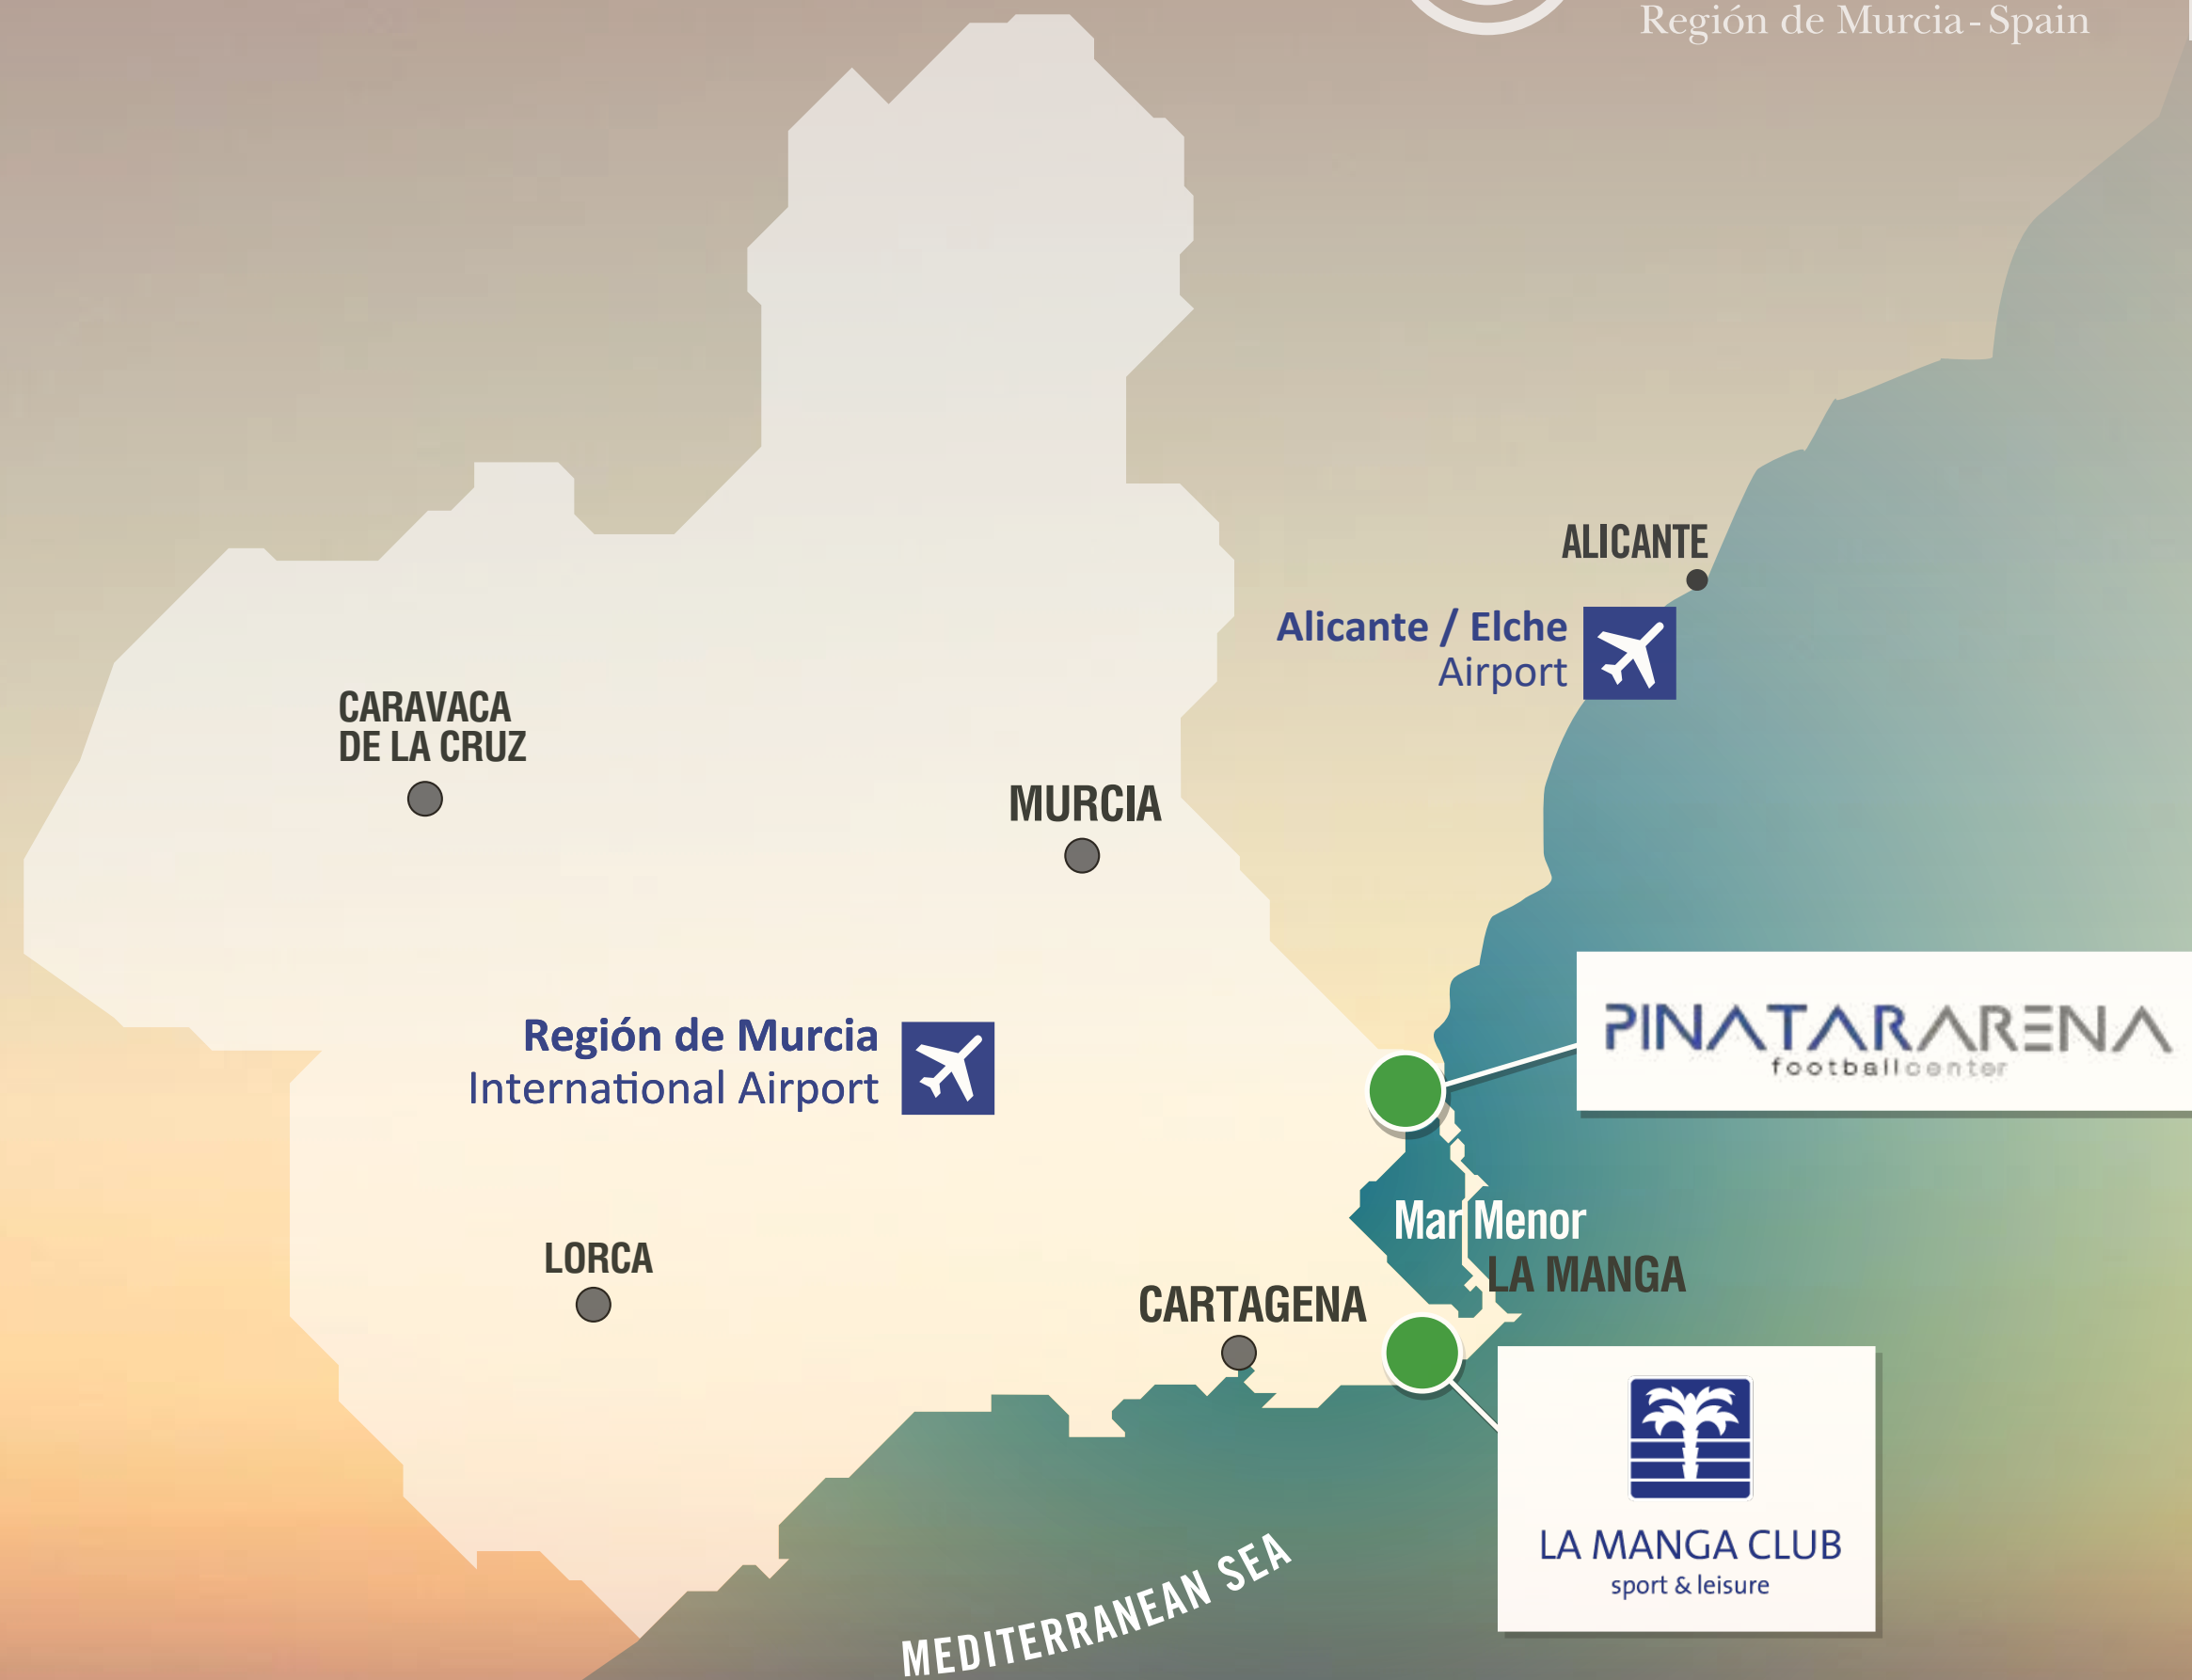 Región de Murcia - Spain
ALICANTE
Alicante / Elche
Airport
CARAVACA
DE LA CRUZ
MURCIA
PINATARARENA
footballcenter
Región de Murcia
International Airport
Mar Menor
LA MANGA
LORCA
CARTAGENA
LA MANGA CLUB
sport & leisure
MEDITERRANEAN SEA